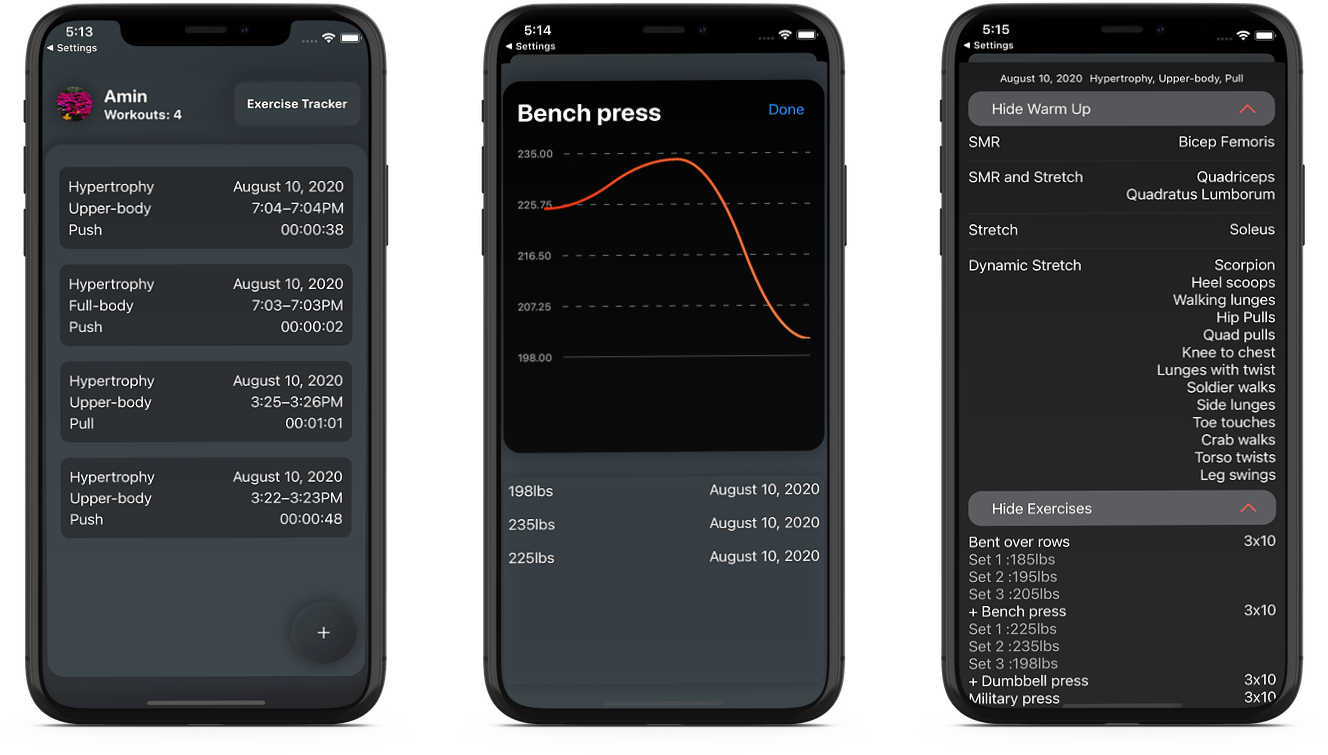 5:13
◀ Settings
Amin
Workouts: 4
Exercise Tracker
Hypertrophy August 10, 2020
Upper-body 7:04–7:04PM
Push 00:00:38
Hypertrophy August 10, 2020
Full-body 7:03–7:03PM
Push 00:00:02
Hypertrophy August 10, 2020
Upper-body 3:25–3:26PM
Pull 00:01:01
Hypertrophy August 10, 2020
Upper-body 3:22–3:23PM
Push 00:00:48
+
5:14
◀ Settings
Bench press Done
235.00
225.75
216.50
207.25
198.00
198lbs August 10, 2020
235lbs August 10, 2020
225lbs August 10, 2020
5:15
◀ Settings
August 10, 2020 Hypertrophy, Upper-body, Pull
Hide Warm Up
SMR Bicep Femoris
SMR and Stretch Quadriceps
Quadratus Lumborum
Stretch Soleus
Dynamic Stretch Scorpion
Heel scoops
Walking lunges
Hip Pulls
Quad pulls
Knee to chest
Lunges with twist
Soldier walks
Side lunges
Toe touches
Crab walks
Torso twists
Leg swings
Hide Exercises
Bent over rows 3x10
Set 1 :185lbs
Set 2 :195lbs
Set 3 :205lbs
+ Bench press 3x10
Set 1 :225lbs
Set 2 :235lbs
Set 3 :198lbs
+ Dumbbell press 3x10
Military press 3x10